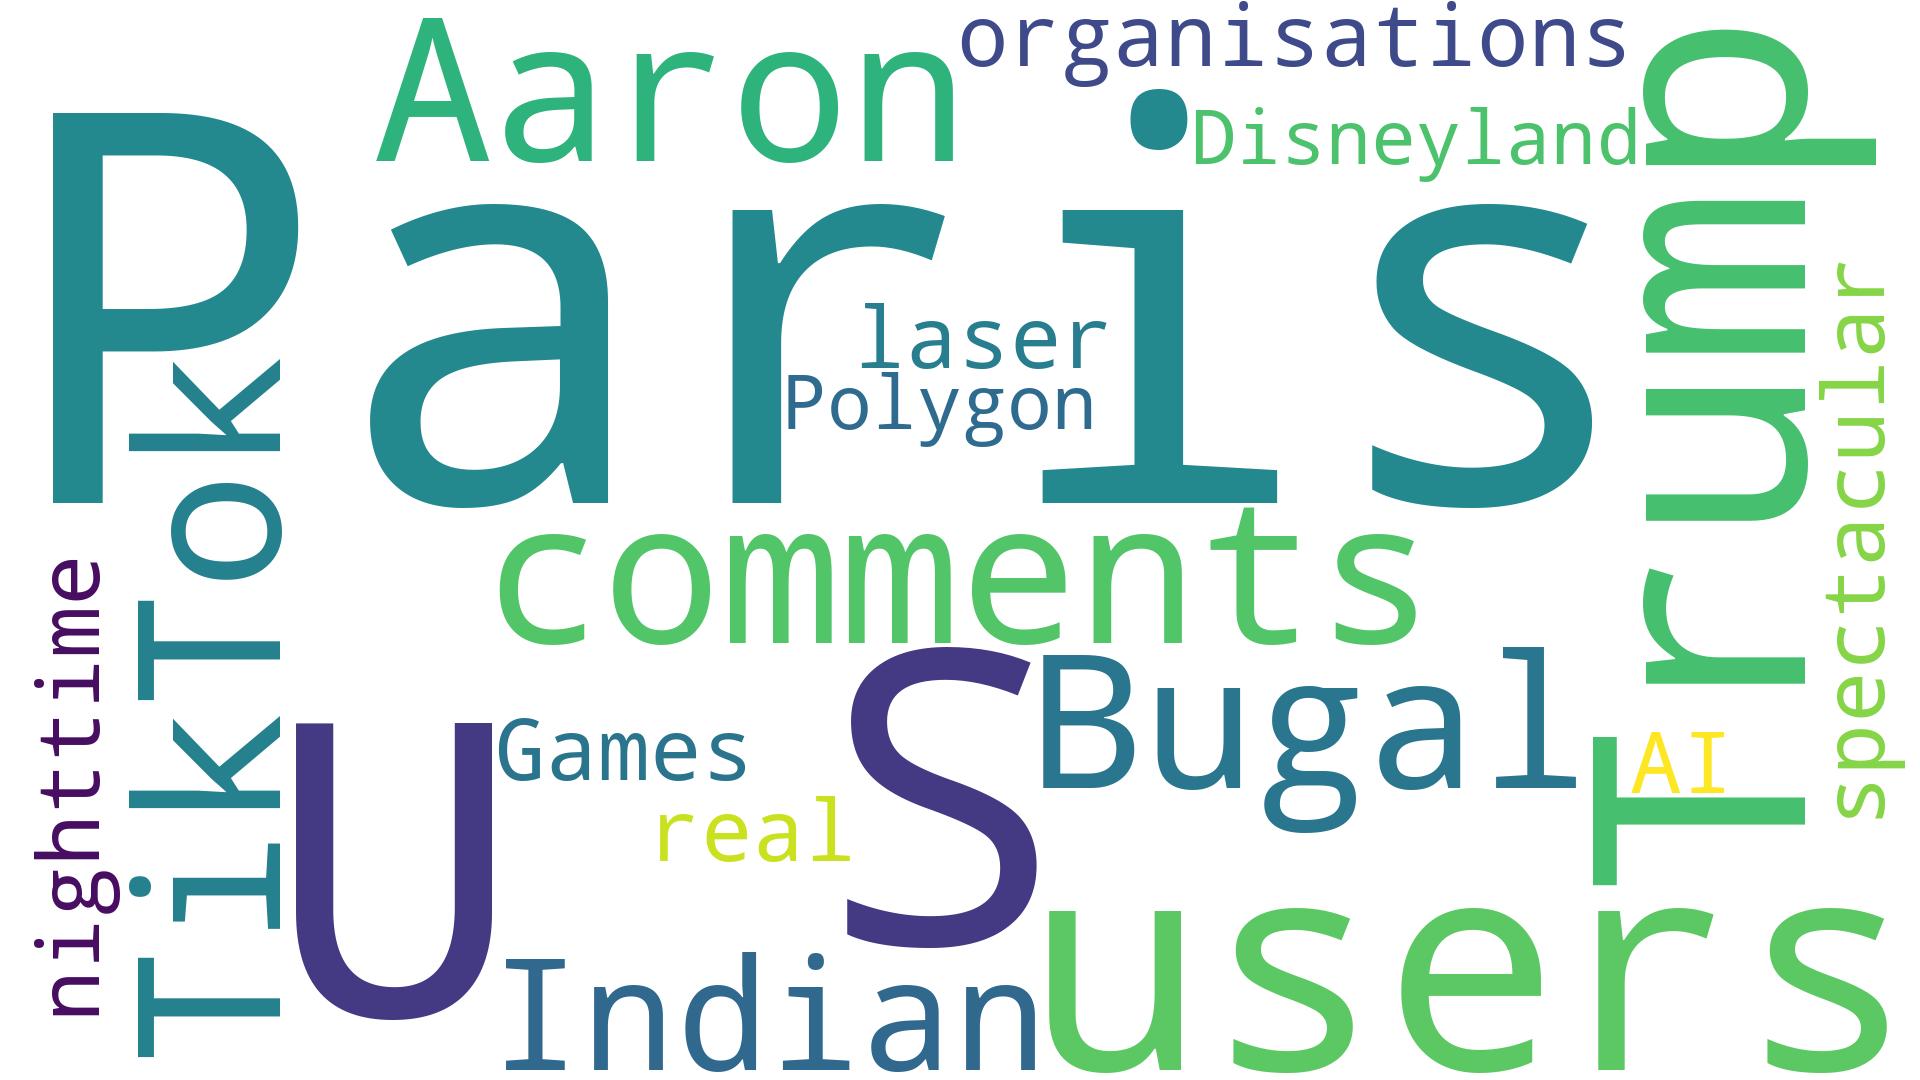 organisations
Aaron
Disneyland
Paris
Trump
laser
Polygon
spectacular
TikTok
comments
nighttime
U S
Bugal
Games
AI
real
users
Indian